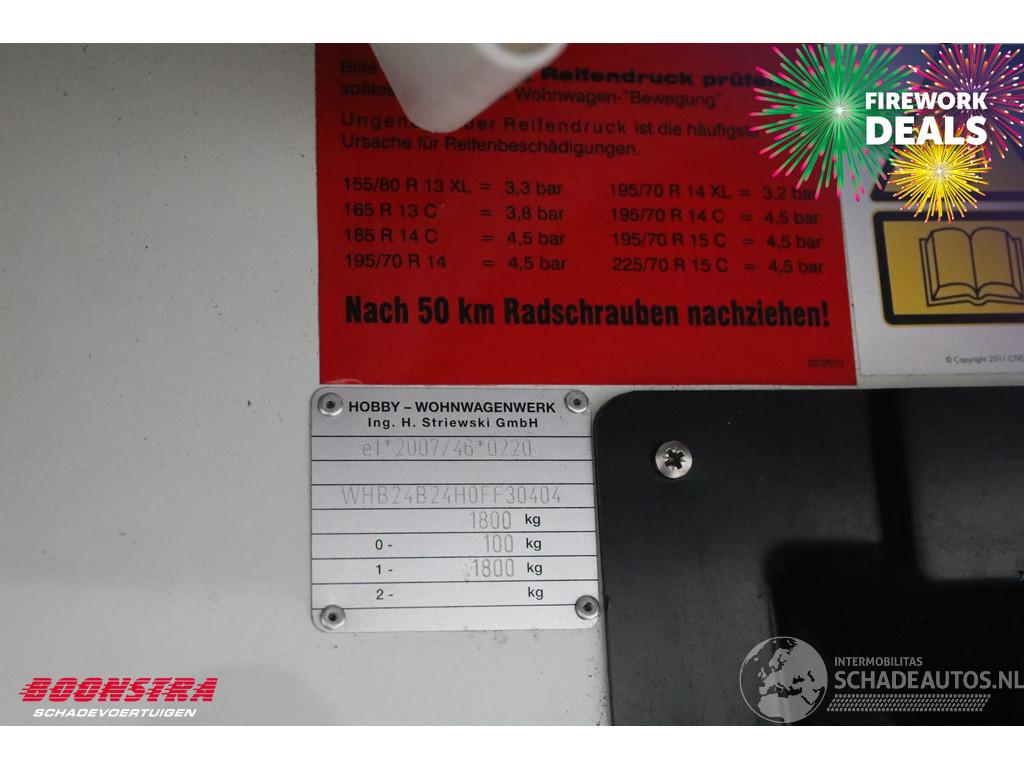 Bitte Reifendruck prüfen
Wohnwagen-"Bewegung".
Reifendruck ist die häufigste
Ursache für Reifenbeschädigungen.
155/80 R 13 XL = 3,3 bar
165 R 13 C = 3,8 bar
185 R 14 C = 4,5 bar
195/70 R 14 = 4,5 bar
195/70 R 14 XL = 3,2 bar
195/70 R 14 C = 4,5 bar
195/70 R 15 C = 4,5 bar
225/70 R 15 C = 4,5 bar
Nach 50 km Radschrauben nachziehen!
FIREWORK
DEALS
© Copyright 2011
HOBBY – WOHNWAGENWERK
Ing. H. Striewski GmbH
e1*2007/46*0220
WHB24B24H0FF30404
1800 kg
0 - 100 kg
1 - 1800 kg
2 - kg
BOONSTRA
SCHADEVOERTUIGEN
INTERMOBILITAS
SCHADEAUTOS.NL